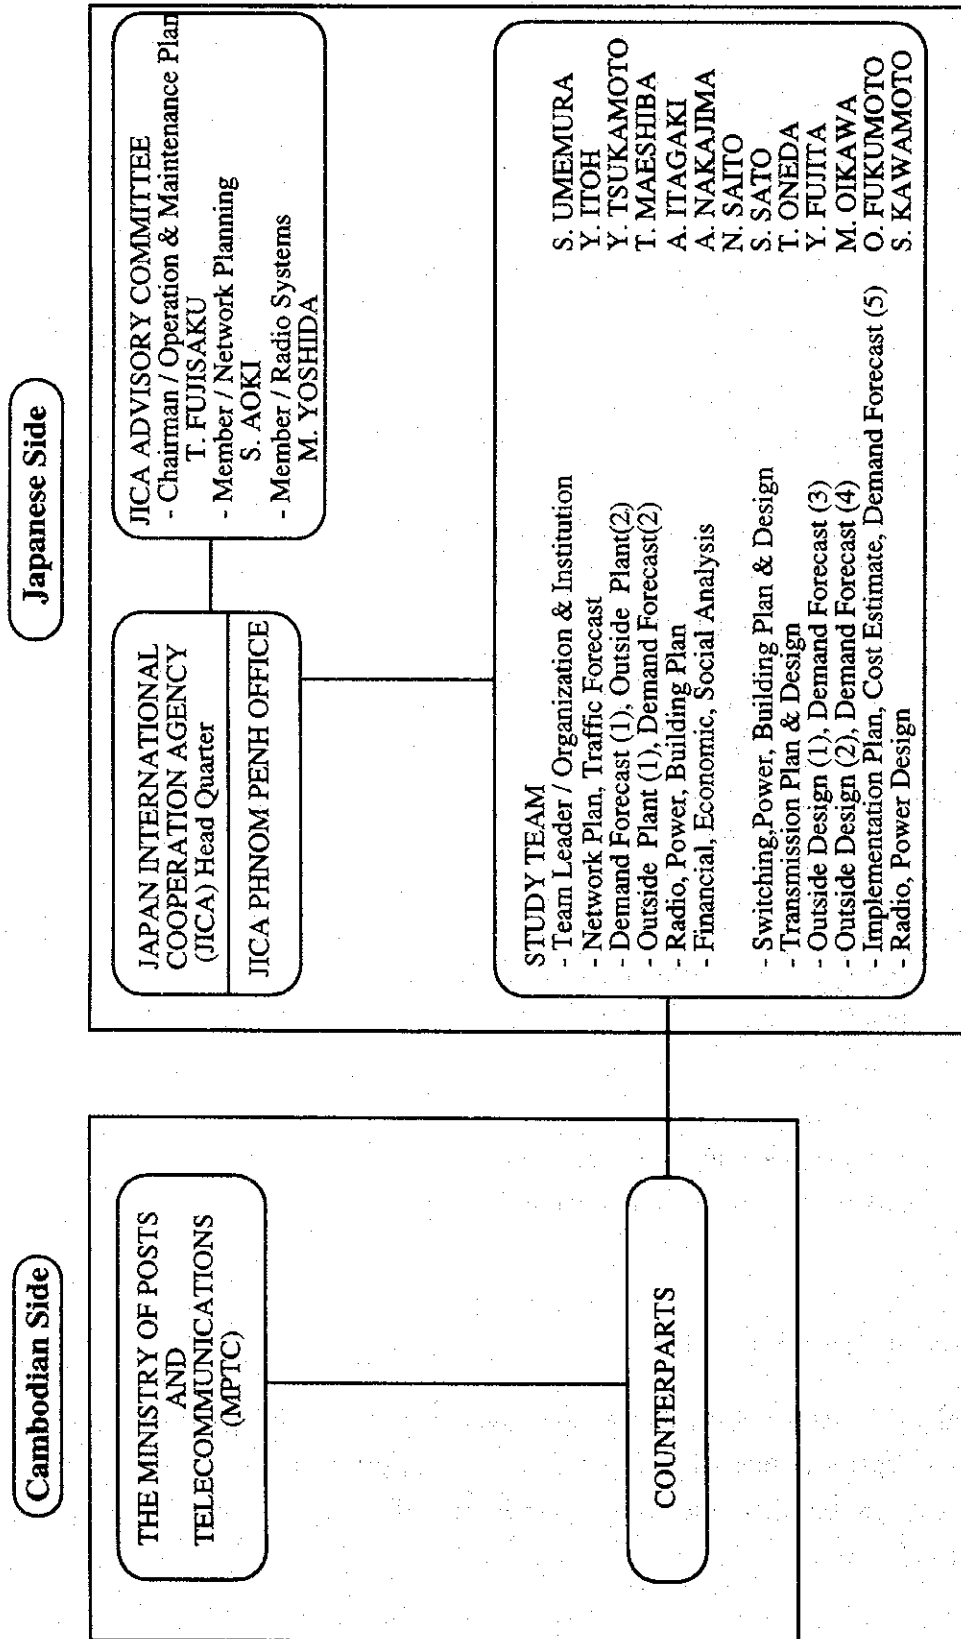 Cambodian Side
THE MINISTRY OF POSTS
AND
TELECOMMUNICATIONS
(MPTC)
COUNTERPARTS
Japanese Side
JAPAN INTERNATIONAL
COOPERATION AGENCY
(JICA) Head Quarter
JICA PHNOM PENH OFFICE
JICA ADVISORY COMMITTEE
- Chairman / Operation & Maintenance Plan
T. FUJISAKU
- Member / Network Planning
S. AOKI
- Member / Radio Systems
M. YOSHIDA
STUDY TEAM
- Team Leader / Organization & Institution S. UMEMURA
- Network Plan, Traffic Forecast Y. ITOH
- Demand Forecast (1), Outside Plant(2) Y. TSUKAMOTO
- Outside Plant (1), Demand Forecast(2) T. MAESHIBA
- Radio, Power, Building Plan A. ITAGAKI
- Financial, Economic, Social Analysis A. NAKAJIMA
N. SAITO
- Switching,Power, Building Plan & Design S. SATO
- Transmission Plan & Design T. ONEDA
- Outside Design (1), Demand Forecast (3) Y. FUJITA
- Outside Design (2), Demand Forecast (4) M. OIKAWA
- Implementation Plan, Cost Estimate, Demand Forecast (5) O. FUKUMOTO
- Radio, Power Design S. KAWAMOTO